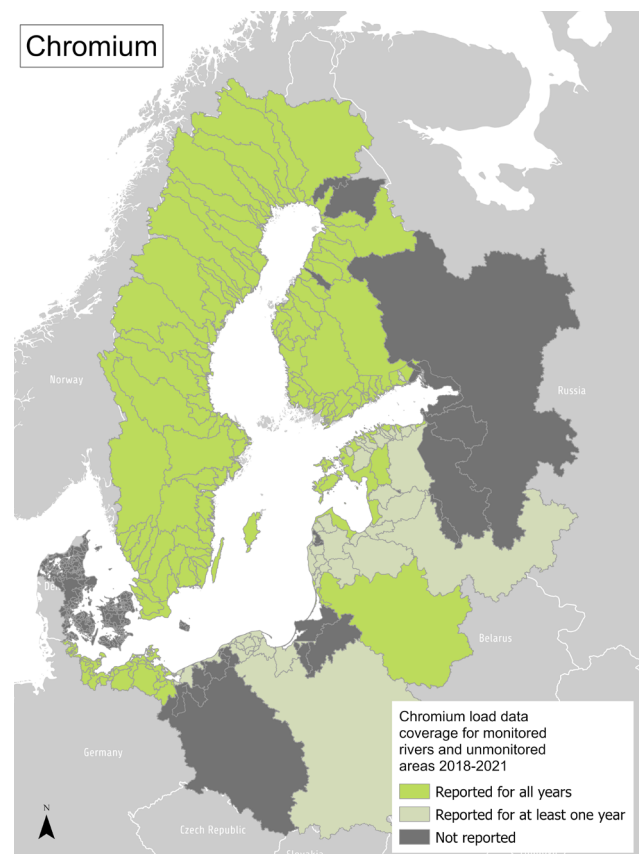 Chromium
Norway
Russia
De
Belarus
Germany
Czech Republic
Chromium load data
coverage for monitored
rivers and unmonitored
areas 2018-2021
Reported for all years
Reported for at least one year
Not reported
N